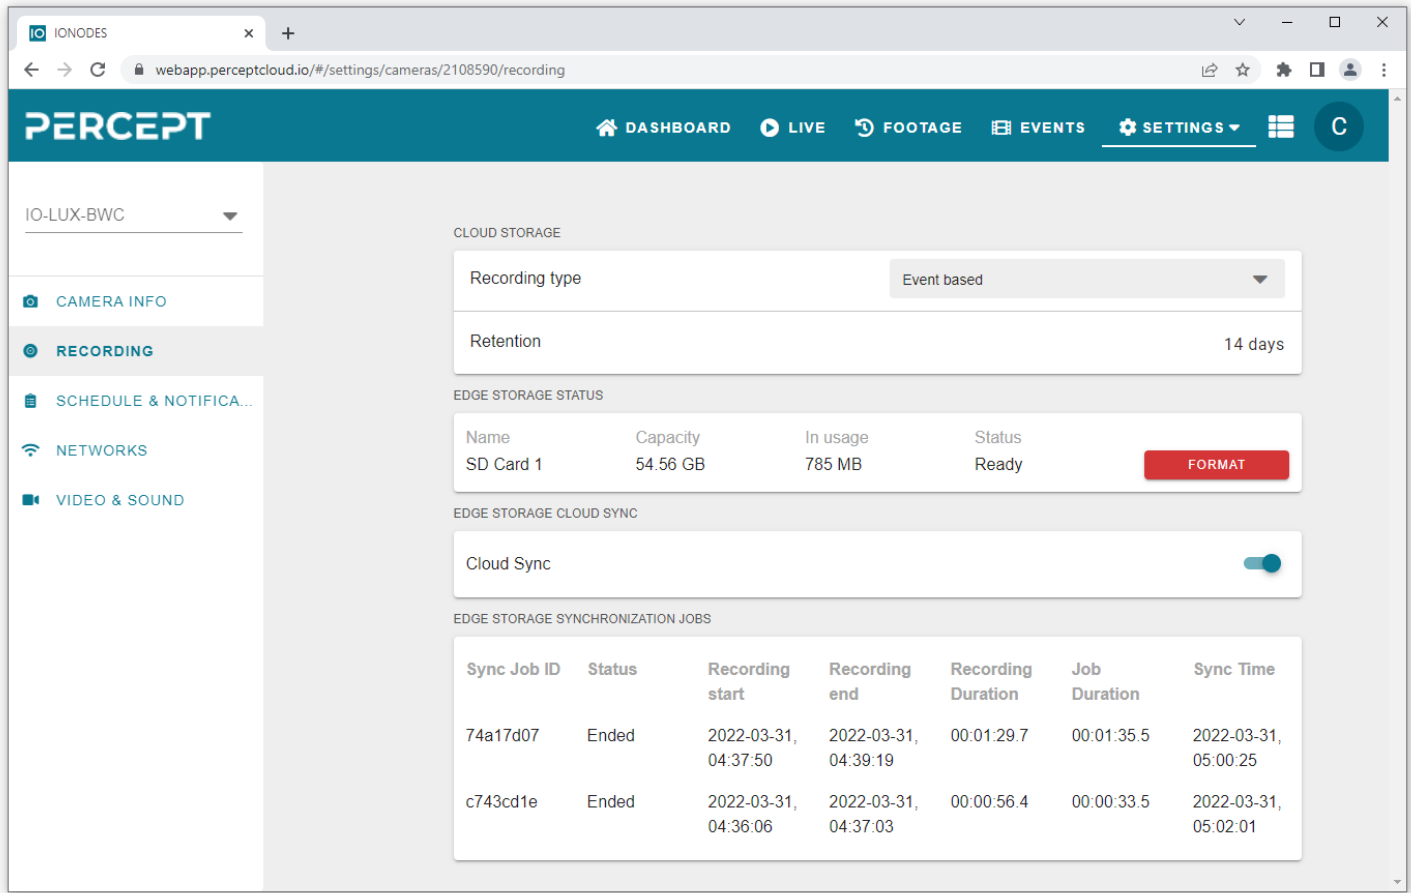 IO IONODES
webapp.perceptcloud.io/#/settings/cameras/2108590/recording
PERCEPT
DASHBOARD LIVE FOOTAGE EVENTS SETTINGS C
IO-LUX-BWC
CAMERA INFO
RECORDING
SCHEDULE & NOTIFICA...
NETWORKS
VIDEO & SOUND
CLOUD STORAGE
Recording type Event based
Retention 14 days
EDGE STORAGE STATUS
Name Capacity In usage Status
SD Card 1 54.56 GB 785 MB Ready FORMAT
EDGE STORAGE CLOUD SYNC
Cloud Sync
EDGE STORAGE SYNCHRONIZATION JOBS
Sync Job ID Status Recording Recording Recording Job Sync Time
start end Duration Duration
74a17d07 Ended 2022-03-31, 2022-03-31, 00:01:29.7 00:01:35.5 2022-03-31,
04:37:50 04:39:19 05:00:25
c743cd1e Ended 2022-03-31, 2022-03-31, 00:00:56.4 00:00:33.5 2022-03-31,
04:36:06 04:37:03 05:02:01